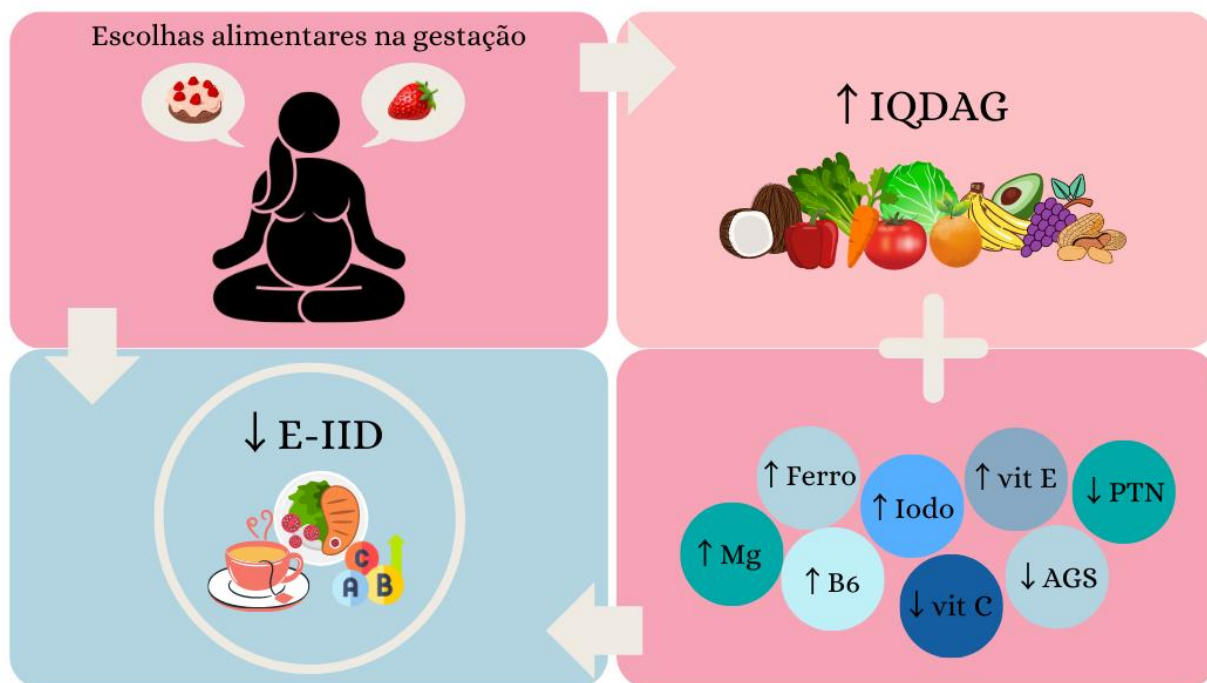 Escolhas alimentares na gestação
↑ IQDAG
↓ E-IID
C
A
B
↑ Ferro
↑ Iodo
↑ vit E
↓ PTN
↑ Mg
↑ B6
↓ vit C
↓ AGS